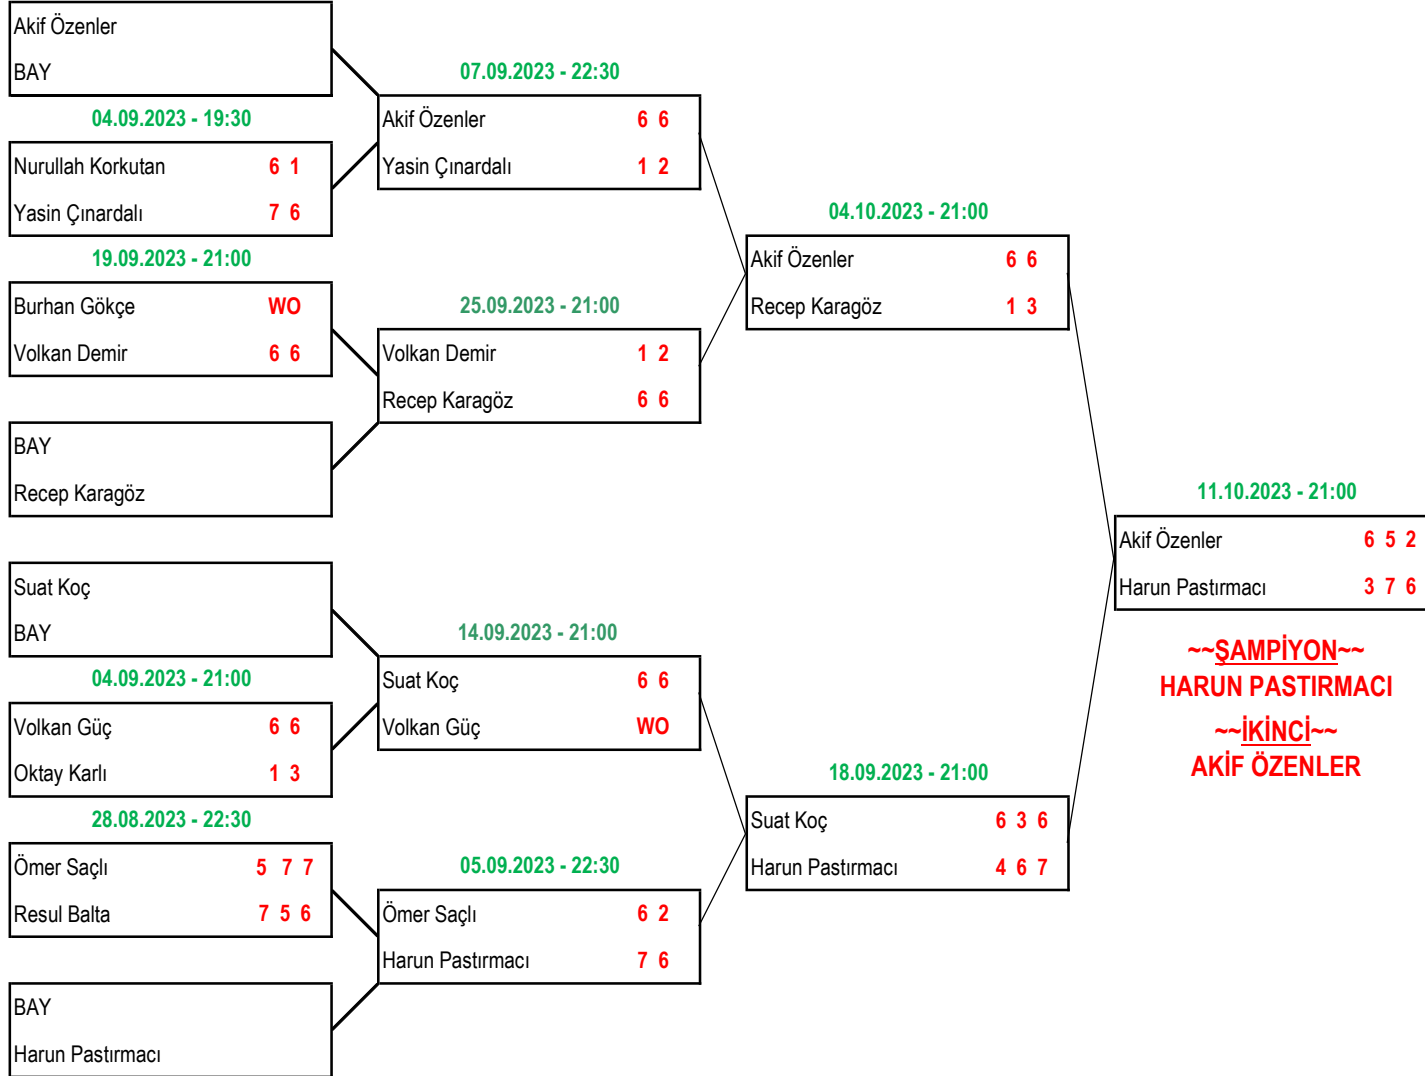 Akif Özenler
BAY
04.09.2023 - 19:30
Nurullah Korkutan 6 1
Yasin Çınardalı 7 6
19.09.2023 - 21:00
Burhan Gökçe WO
Volkan Demir 6 6
BAY
Recep Karagöz
Suat Koç
BAY
04.09.2023 - 21:00
Volkan Güç 6 6
Oktay Karlı 1 3
28.08.2023 - 22:30
Ömer Saçlı 5 7 7
Resul Balta 7 5 6
BAY
Harun Pastırmacı
07.09.2023 - 22:30
Akif Özenler 6 6
Yasin Çınardalı 1 2
25.09.2023 - 21:00
Volkan Demir 1 2
Recep Karagöz 6 6
14.09.2023 - 21:00
Suat Koç 6 6
Volkan Güç WO
05.09.2023 - 22:30
Ömer Saçlı 6 2
Harun Pastırmacı 7 6
04.10.2023 - 21:00
Akif Özenler 6 6
Recep Karagöz 1 3
18.09.2023 - 21:00
Suat Koç 6 3 6
Harun Pastırmacı 4 6 7
11.10.2023 - 21:00
Akif Özenler 6 5 2
Harun Pastırmacı 3 7 6
~~ŞAMPİYON~~
HARUN PASTIRMACI
~~İKİNCİ~~
AKİF ÖZENLER